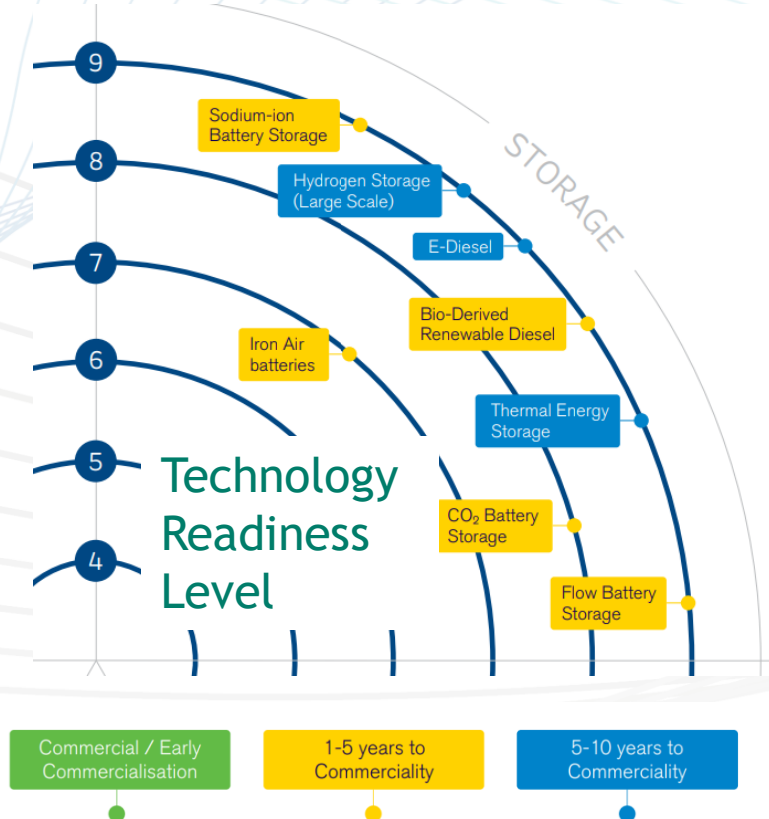 9
Sodium-ion
Battery Storage
STORAGE
8
Hydrogen Storage
(Large Scale)
E-Diesel
7
Bio-Derived
Renewable Diesel
Iron Air
batteries
6
Thermal Energy
Storage
5
Technology
Readiness
Level
CO₂ Battery
Storage
4
Flow Battery
Storage
Commercial / Early
Commercialisation
1-5 years to
Commerciality
5-10 years to
Commerciality